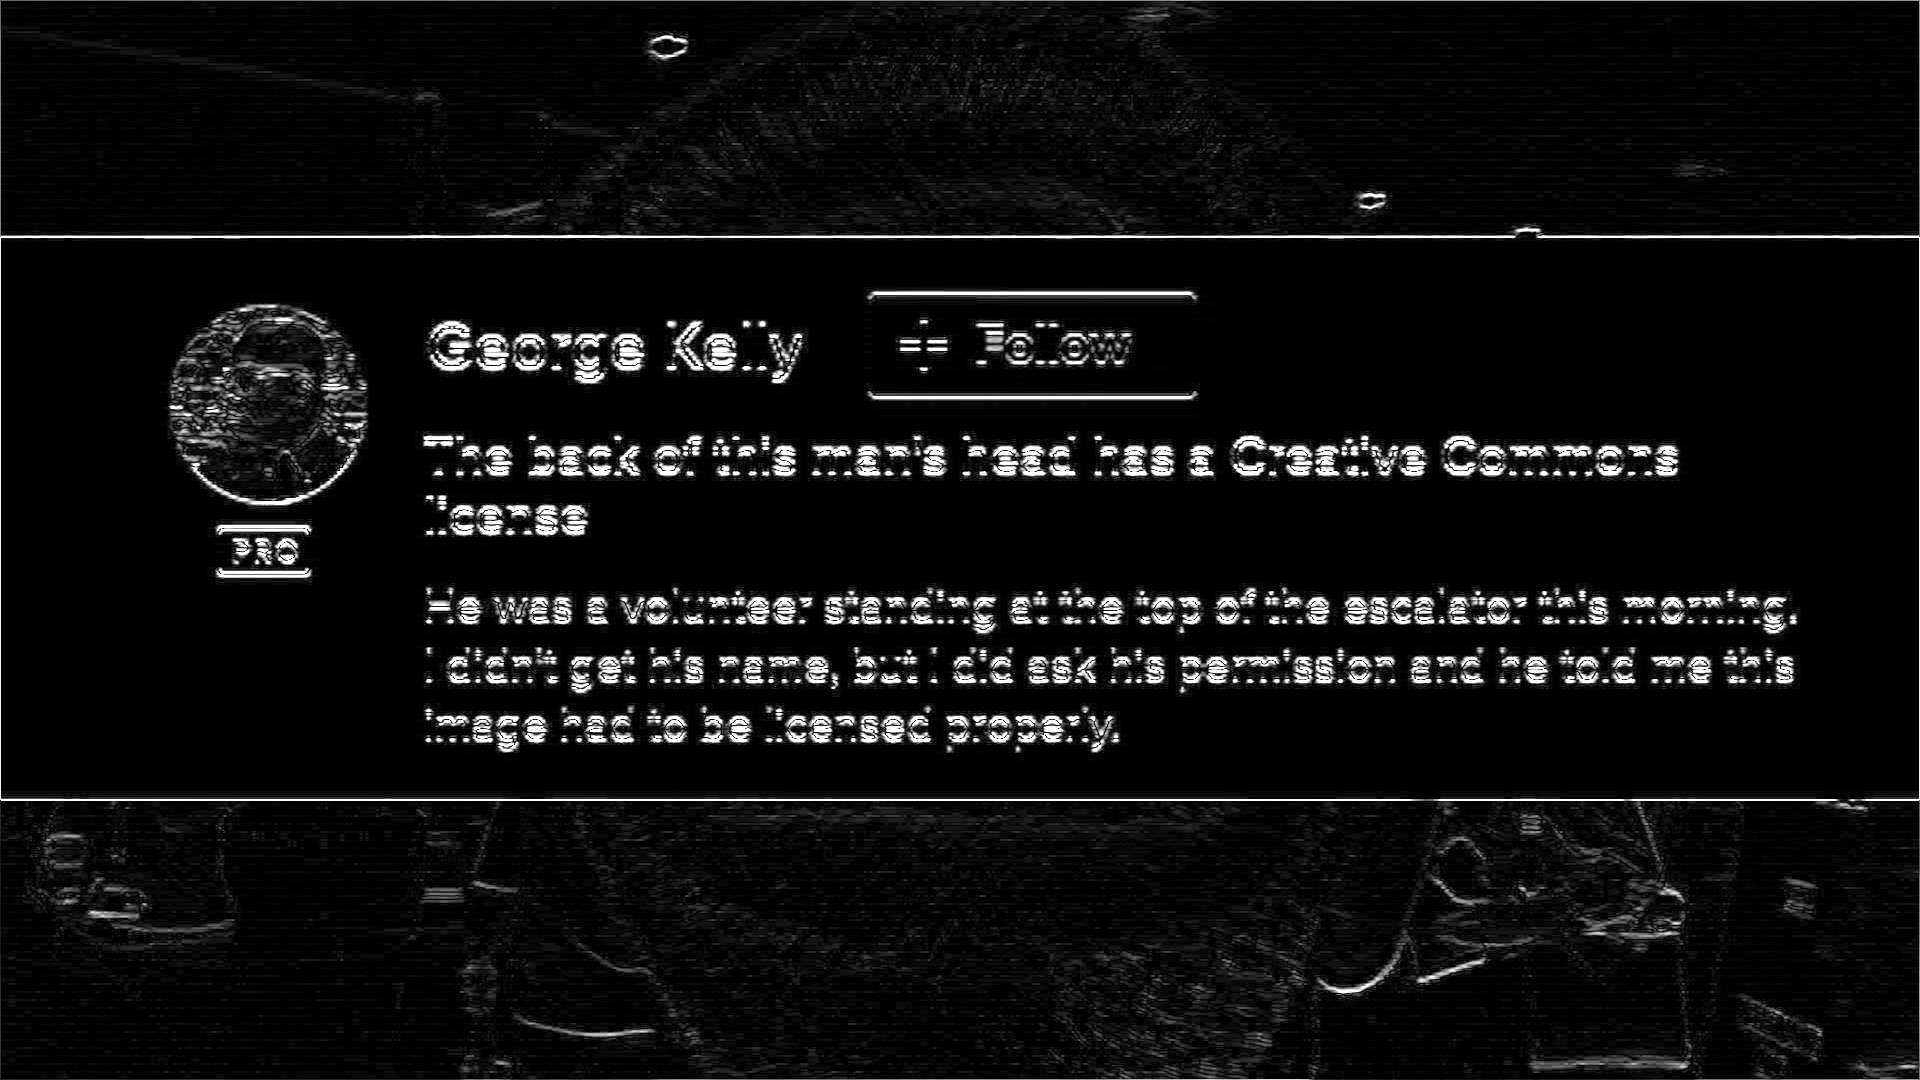 George Kelly
+ Follow
The back of this man's head has a Creative Commons
license
PRO
He was a volunteer standing at the top of the escalator this morning.
I didn't get his name, but I did ask his permission and he told me this
image had to be licensed properly.